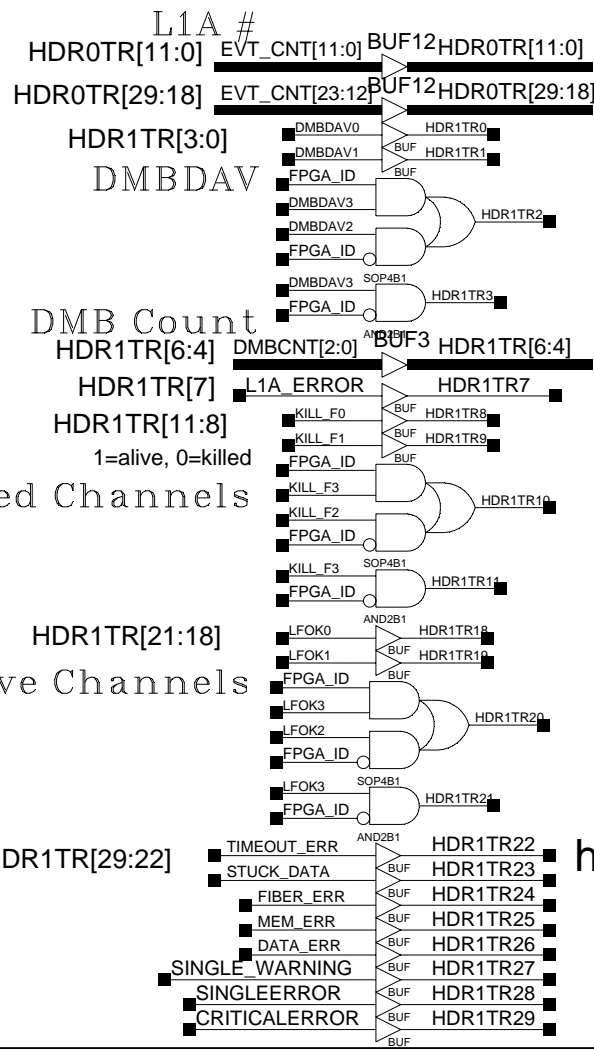 L1A #
HDR0TR[11:0] EVT_CNT[11:0] BUF12 HDR0TR[11:0]
HDR0TR[29:18] EVT_CNT[23:12] BUF12 HDR0TR[29:18]
HDR1TR[3:0] DMBDAV0 HDR1TR0
BUF
DMBDAV1 HDR1TR1
BUF
DMBDAV FPGA_ID
DMBDAV3
HDR1TR2
DMBDAV2
FPGA_ID
SOP4B1
DMBDAV3
HDR1TR3
FPGA_ID
AND2B1
DMB Count
HDR1TR[6:4] DMBCNT[2:0] BUF3 HDR1TR[6:4]
HDR1TR[7] L1A_ERROR HDR1TR7
BUF
HDR1TR[11:8] KILL_F0 HDR1TR8
BUF
KILL_F1 HDR1TR9
BUF
1=alive, 0=killed FPGA_ID
ed Channels KILL_F3
HDR1TR10
KILL_F2
FPGA_ID
SOP4B1
KILL_F3
HDR1TR11
FPGA_ID
AND2B1
HDR1TR[21:18] LFOK0 HDR1TR18
BUF
LFOK1 HDR1TR19
BUF
ve Channels FPGA_ID
LFOK3
HDR1TR20
LFOK2
FPGA_ID
SOP4B1
LFOK3
HDR1TR21
FPGA_ID
AND2B1
DR1TR[29:22] TIMEOUT_ERR HDR1TR22 h
BUF
STUCK_DATA HDR1TR23
BUF
FIBER_ERR HDR1TR24
BUF
MEM_ERR HDR1TR25
BUF
DATA_ERR HDR1TR26
BUF
SINGLE_WARNING HDR1TR27
BUF
SINGLEERROR HDR1TR28
BUF
CRITICALERROR HDR1TR29
BUF